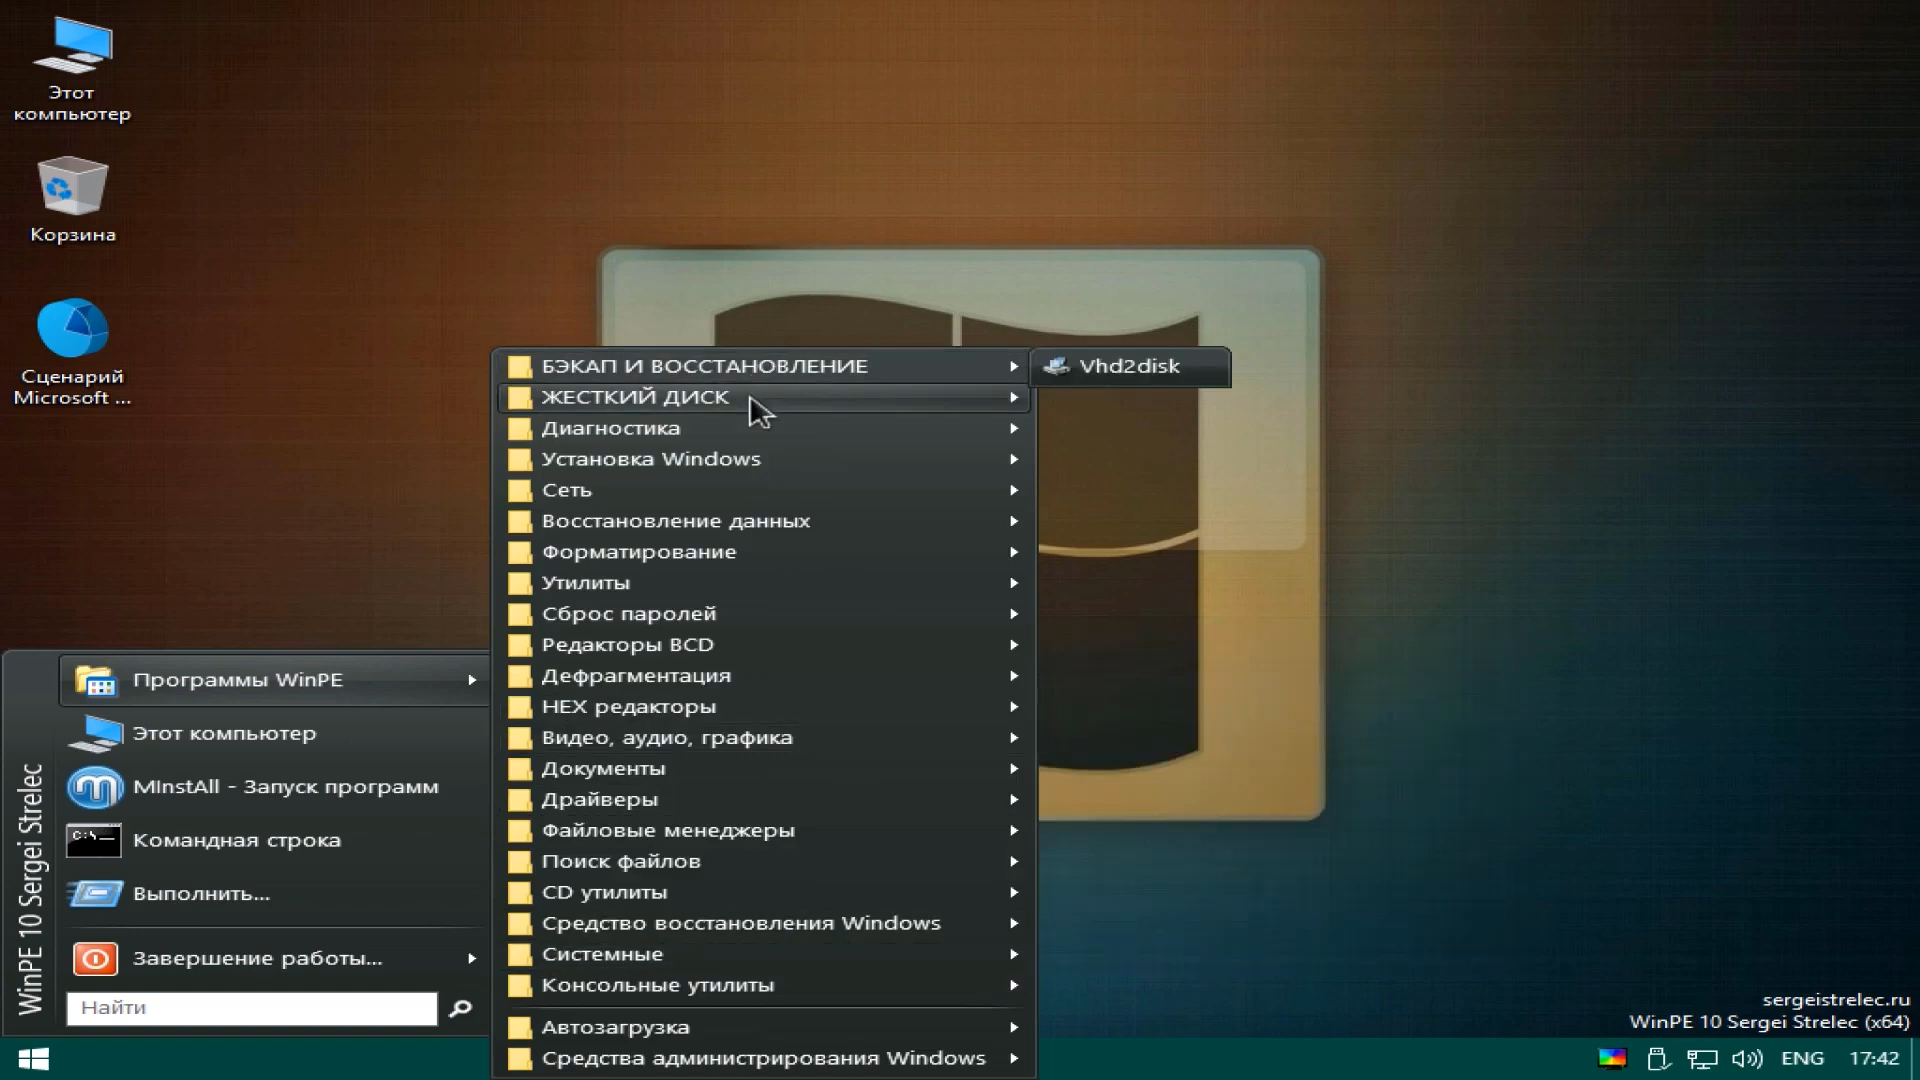 Этот
компьютер
Корзина
Сценарий
Microsoft ...
БЭКАП И ВОССТАНОВЛЕНИЕ
Vhd2disk
ЖЕСТКИЙ ДИСК
Диагностика
Установка Windows
Сеть
Восстановление данных
Форматирование
Утилиты
Сброс паролей
Редакторы BCD
Дефрагментация
HEX редакторы
Видео, аудио, графика
Документы
Драйверы
Файловые менеджеры
Поиск файлов
CD утилиты
Средство восстановления Windows
Системные
Консольные утилиты
Автозагрузка
Средства администрирования Windows
Программы WinPE
Этот компьютер
MInstAll - Запуск программ
C:\
Командная строка
Выполнить...
Завершение работы...
Найти
WinPE 10 Sergei Strelec
sergeistrelec.ru
WinPE 10 Sergei Strelec (x64)
ENG 17:42